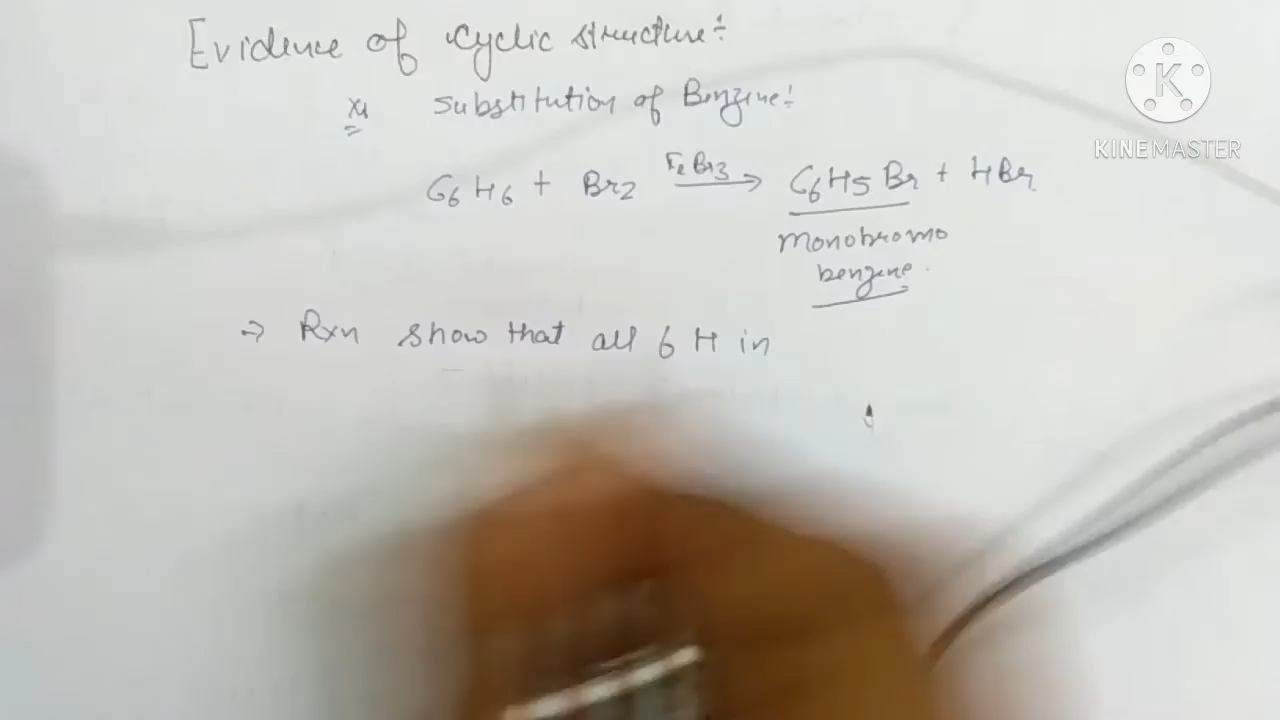 Evidence of cyclic structure:
x1 Substitution of Benzene:
C6H6 + Br2 FeBr3 → C6H5Br + HBr
monobromo
benzene.
→ Rxn show that all 6 H in
K
KINEMASTER